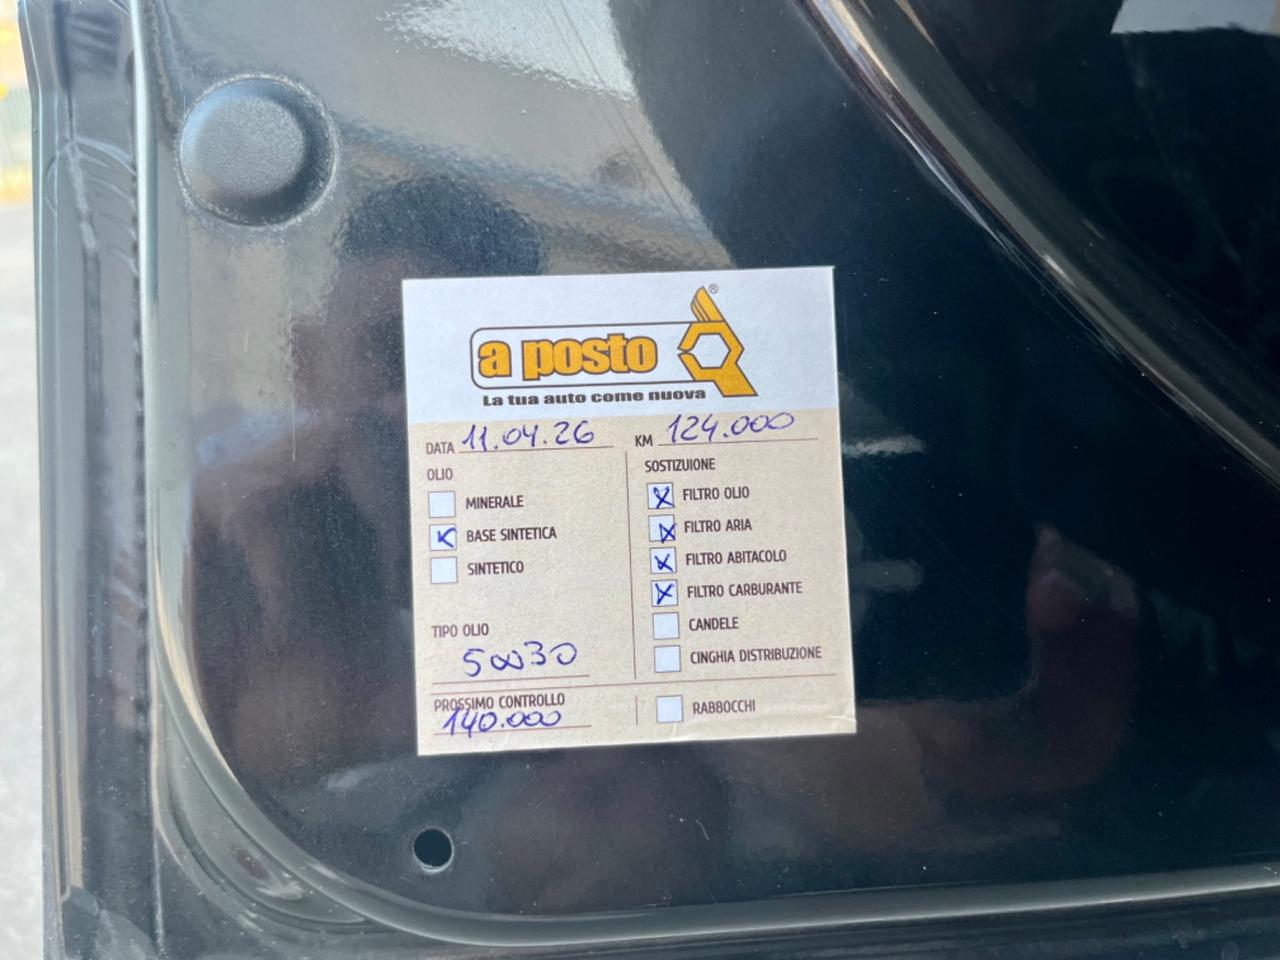 a posto ®
La tua auto come nuova
DATA 11.04.26 KM 124.000
OLIO
MINERALE
BASE SINTETICA
SINTETICO
TIPO OLIO
5W30
PROSSIMO CONTROLLO
140.000
SOSTIZUIONE
FILTRO OLIO
FILTRO ARIA
FILTRO ABITACOLO
FILTRO CARBURANTE
CANDELE
CINGHIA DISTRIBUZIONE
RABBOCCHI